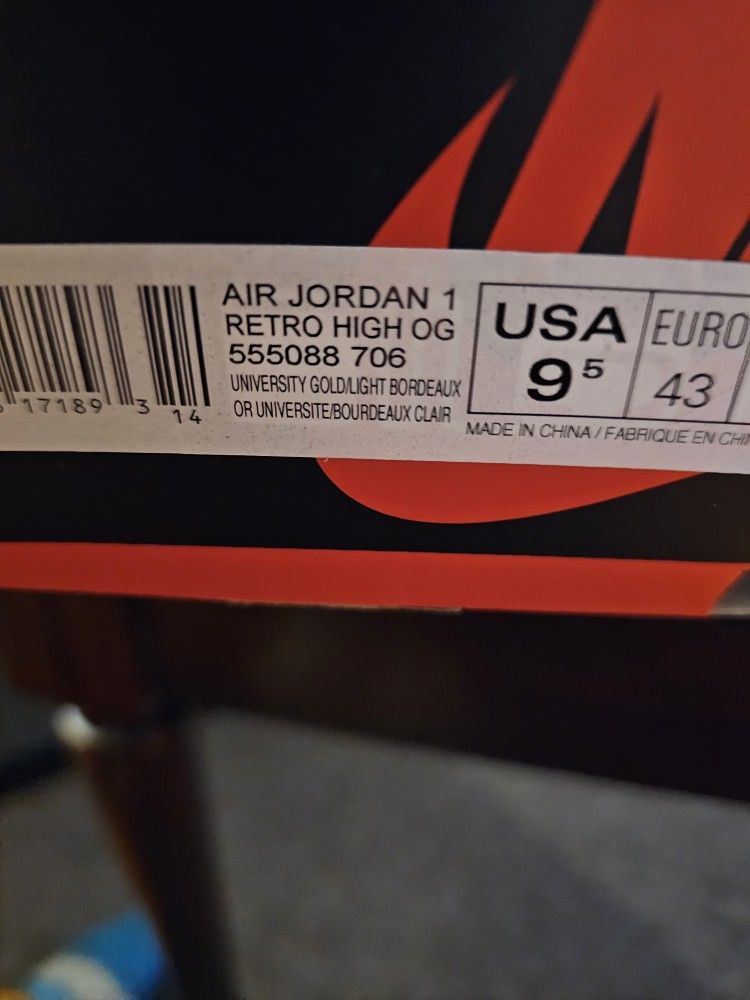 AIR JORDAN 1
RETRO HIGH OG
555088 706
UNIVERSITY GOLD/LIGHT BORDEAUX
OR UNIVERSITE/BOURDEAUX CLAIR
17189 3 14
USA
9 5
EURO
43
MADE IN CHINA / FABRIQUE EN